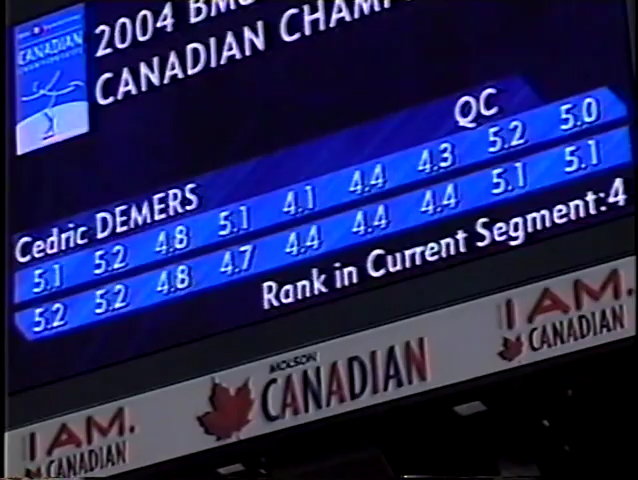 CANADIAN
2004 BM
CANADIAN CHAM
Cedric DEMERS QC
5.1 5.2 4.8 5.1 4.1 4.4 4.3 5.2 5.0
5.2 5.2 4.8 4.7 4.4 4.4 4.4 5.1 5.1
Rank in Current Segment:4
I AM.
CANADIAN
MOLSON
CANADIAN
I AM.
CANADIAN